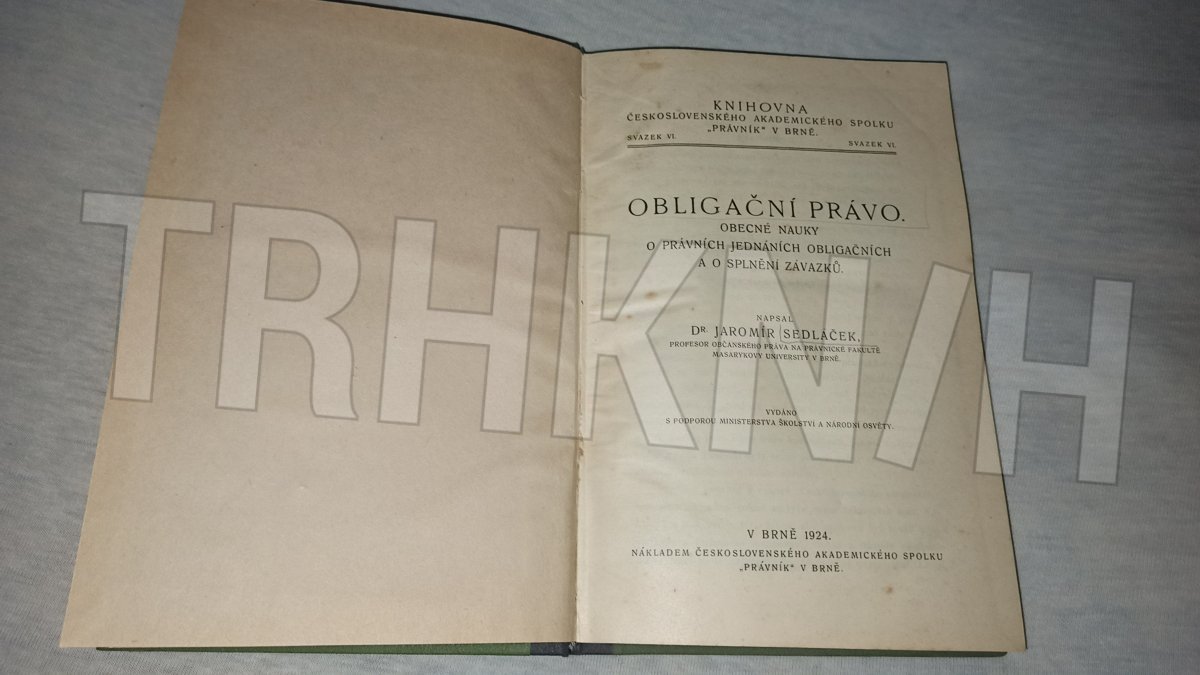 KNIHOVNA
ČESKOSLOVENSKÉHO AKADEMICKÉHO SPOLKU
„PRÁVNÍK“ V BRNĚ.
SVAZEK VI. SVAZEK VI.
OBLIGAČNÍ PRÁVO.
OBECNÉ NAUKY
O PRÁVNÍCH JEDNÁNÍCH OBLIGAČNÍCH
A O SPLNĚNÍ ZÁVAZKŮ.
NAPSAL
DR. JAROMÍR SEDLÁČEK,
PROFESOR OBČANSKÉHO PRÁVA NA PRÁVNICKÉ FAKULTĚ
MASARYKOVY UNIVERSITY V BRNĚ.
VYDÁNO
S PODPOROU MINISTERSTVA ŠKOLSTVÍ A NÁRODNÍ OSVĚTY.
V BRNĚ 1924.
NÁKLADEM ČESKOSLOVENSKÉHO AKADEMICKÉHO SPOLKU
„PRÁVNÍK“ V BRNĚ.
TRHKNIH